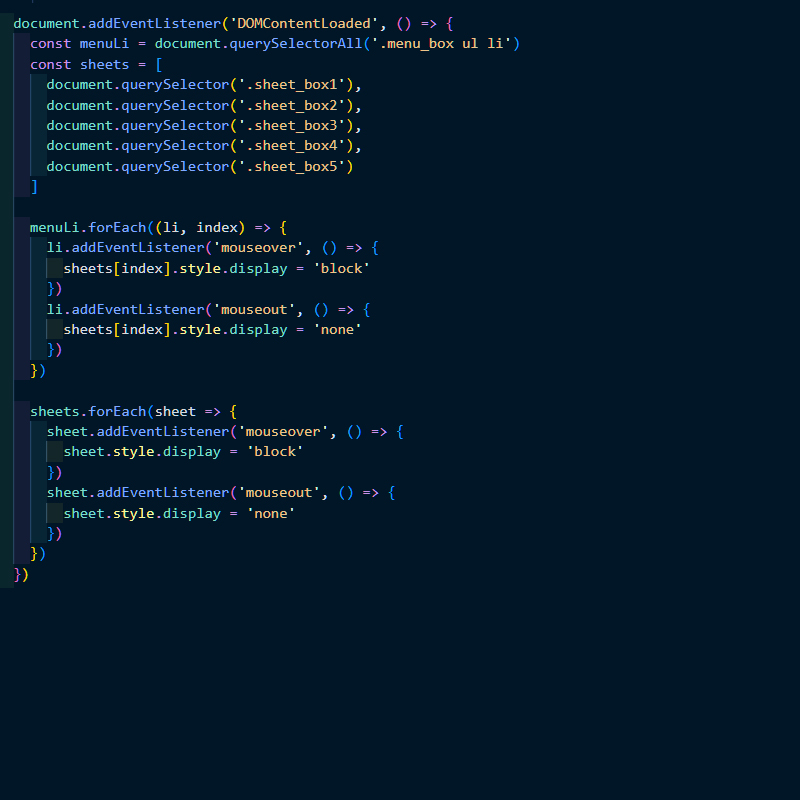 document.addEventListener('DOMContentLoaded', () => {
  const menuLi = document.querySelectorAll('.menu_box ul li')
  const sheets = [
    document.querySelector('.sheet_box1'),
    document.querySelector('.sheet_box2'),
    document.querySelector('.sheet_box3'),
    document.querySelector('.sheet_box4'),
    document.querySelector('.sheet_box5')
  ]

  menuLi.forEach((li, index) => {
    li.addEventListener('mouseover', () => {
      sheets[index].style.display = 'block'
    })
    li.addEventListener('mouseout', () => {
      sheets[index].style.display = 'none'
    })
  })

  sheets.forEach(sheet => {
    sheet.addEventListener('mouseover', () => {
      sheet.style.display = 'block'
    })
    sheet.addEventListener('mouseout', () => {
      sheet.style.display = 'none'
    })
  })
})